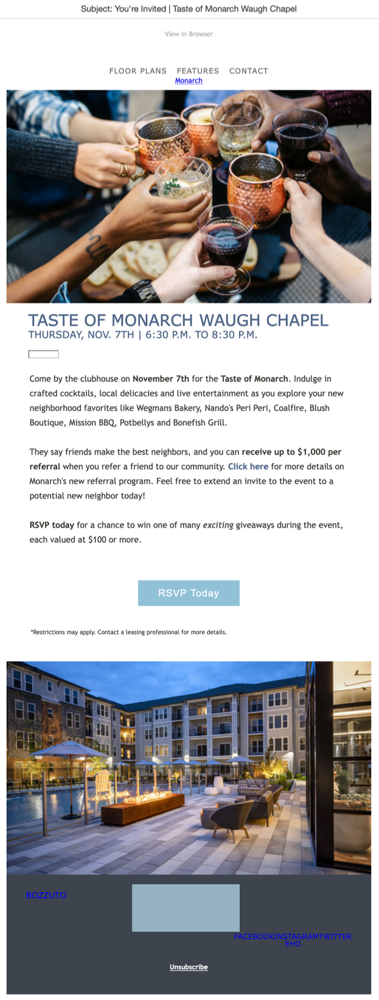 Subject: You're Invited | Taste of Monarch Waugh Chapel
View in Browser
FLOOR PLANS FEATURES CONTACT
Monarch
TASTE OF MONARCH WAUGH CHAPEL
THURSDAY, NOV. 7TH | 6:30 P.M. TO 8:30 P.M.
Come by the clubhouse on November 7th for the Taste of Monarch. Indulge in
crafted cocktails, local delicacies and live entertainment as you explore your new
neighborhood favorites like Wegmans Bakery, Nando's Peri Peri, Coalfire, Blush
Boutique, Mission BBQ, Potbellys and Bonefish Grill.
They say friends make the best neighbors, and you can receive up to $1,000 per
referral when you refer a friend to our community. Click here for more details on
Monarch's new referral program. Feel free to extend an invite to the event to a
potential new neighbor today!
RSVP today for a chance to win one of many exciting giveaways during the event,
each valued at $100 or more.
RSVP Today
*Restrictions may apply. Contact a leasing professional for more details.
BOZZUTO
FACEBOOKINSTAGRAMTWITTER
EHO
Unsubscribe